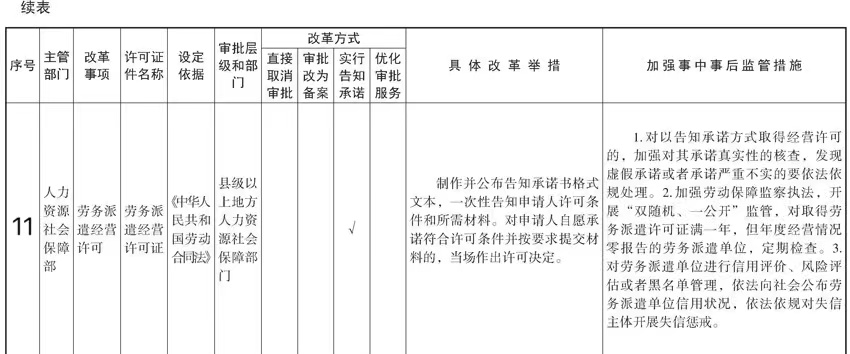 续表
序号
主管
部门
改革
事项
许可证
件名称
设定
依据
审批层
级和部
门
改革方式
直接
取消
审批
审批
改为
备案
实行
告知
承诺
优化
审批
服务
具体改革举措
加强事中事后监管措施
11
人力
资源
社会
保障
部
劳务派
遣经营
许可
劳务派
遣经营
许可证
《中华人
民共和
国劳动
合同法》
县级以
上地方
人力资
源社会
保障部
门
√
制作并公布告知承诺书格式
文本，一次性告知申请人许可条
件和所需材料。对申请人自愿承
诺符合许可条件并按要求提交材
料的，当场作出许可决定。
1.对以告知承诺方式取得经营许可
的，加强对其承诺真实性的核查，发现
虚假承诺或者承诺严重不实的要依法依
规处理。2.加强劳动保障监察执法，开
展“双随机、一公开”监管，对取得劳
务派遣许可证满一年，但年度经营情况
零报告的劳务派遣单位，定期检查。3.
对劳务派遣单位进行信用评价、风险评
估或者黑名单管理，依法向社会公布劳
务派遣单位信用状况，依法依规对失信
主体开展失信惩戒。